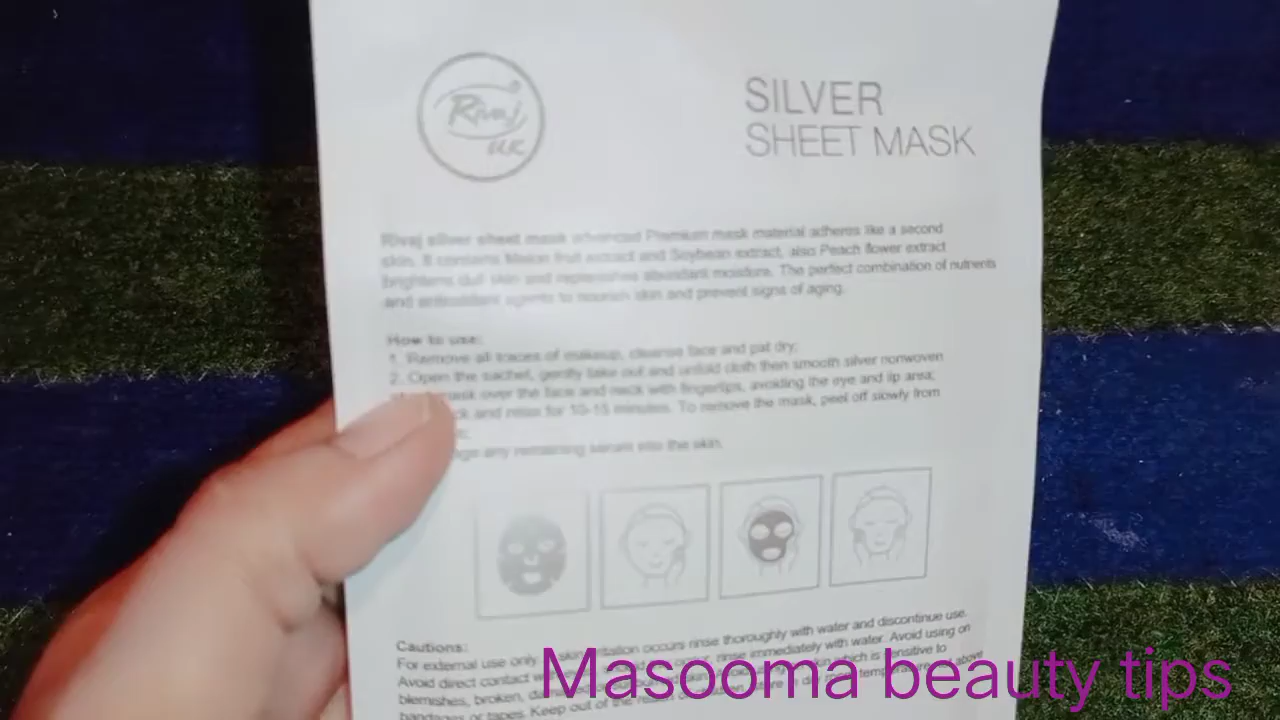 Rivaj
UK
SILVER
SHEET MASK
Rivaj silver sheet mask advanced Premium mask material adheres like a second
skin. It contains Melon fruit extract and Soybean extract, also Peach flower extract
brightens dull skin and replenishes abundant moisture. The perfect combination of nutrients
and antioxidant agents to nourish skin and prevent signs of aging.
How to use:
1. Remove all traces of makeup, cleanse face and pat dry;
2. Open the sachet, gently take out and unfold cloth then smooth silver nonwoven
mask over the face and neck with fingertips, avoiding the eye and lip area;
and relax for 10-15 minutes. To remove the mask, peel off slowly from
any remaining serum into the skin.
Cautions:
For external use only occurs rinse thoroughly with water and discontinue use.
Avoid direct contact rinse immediately with water. Avoid using on
blemishes, broken, which is sensitive to
bandages or tapes. Keep out of the reach
Masooma beauty tips